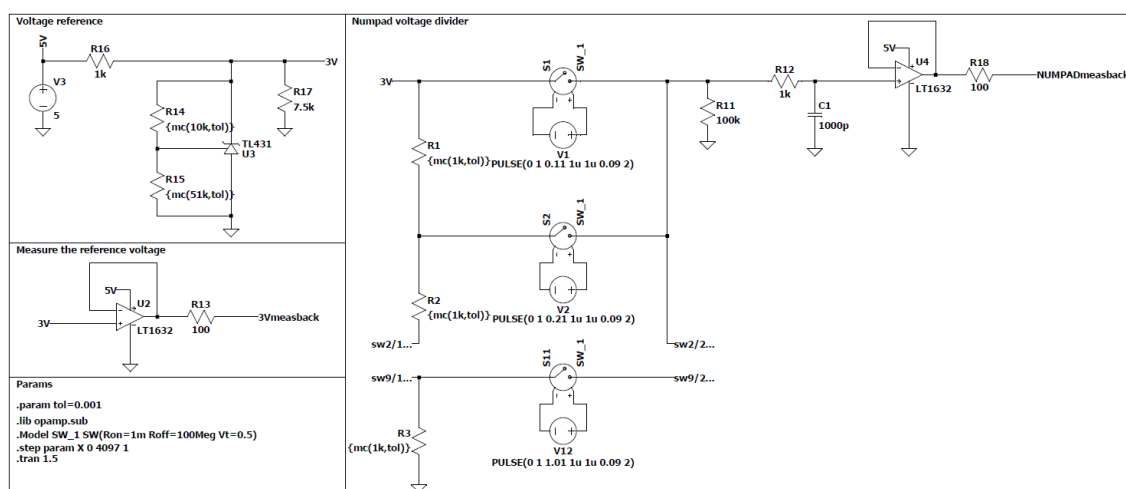 Voltage reference
5V
R16
1k
3V
V3
5
R14
{mc(10k,tol)}
R17
7.5k
TL431
U3
R15
{mc(51k,tol)}
Measure the reference voltage
5V
U2
R13
3V
LT1632
100
3Vmeasback
Params
.param tol=0.001
.lib opamp.sub
.Model SW_1 SW(Ron=1m Roff=100Meg Vt=0.5)
.step param X 0 4097 1
.tran 1.5
Numpad voltage divider
3V
S1
SW_1
V1
PULSE(0 1 0.11 1u 1u 0.09 2)
R1
{mc(1k,tol)}
R12
1k
R11
100k
C1
1000p
5V
U4
LT1632
R18
100
NUMPADmeasback
S2
SW_1
V2
PULSE(0 1 0.21 1u 1u 0.09 2)
R2
{mc(1k,tol)}
sw2/1...
sw2/2...
sw9/1...
S11
SW_1
sw9/2...
V12
PULSE(0 1 1.01 1u 1u 0.09 2)
R3
{mc(1k,tol)}